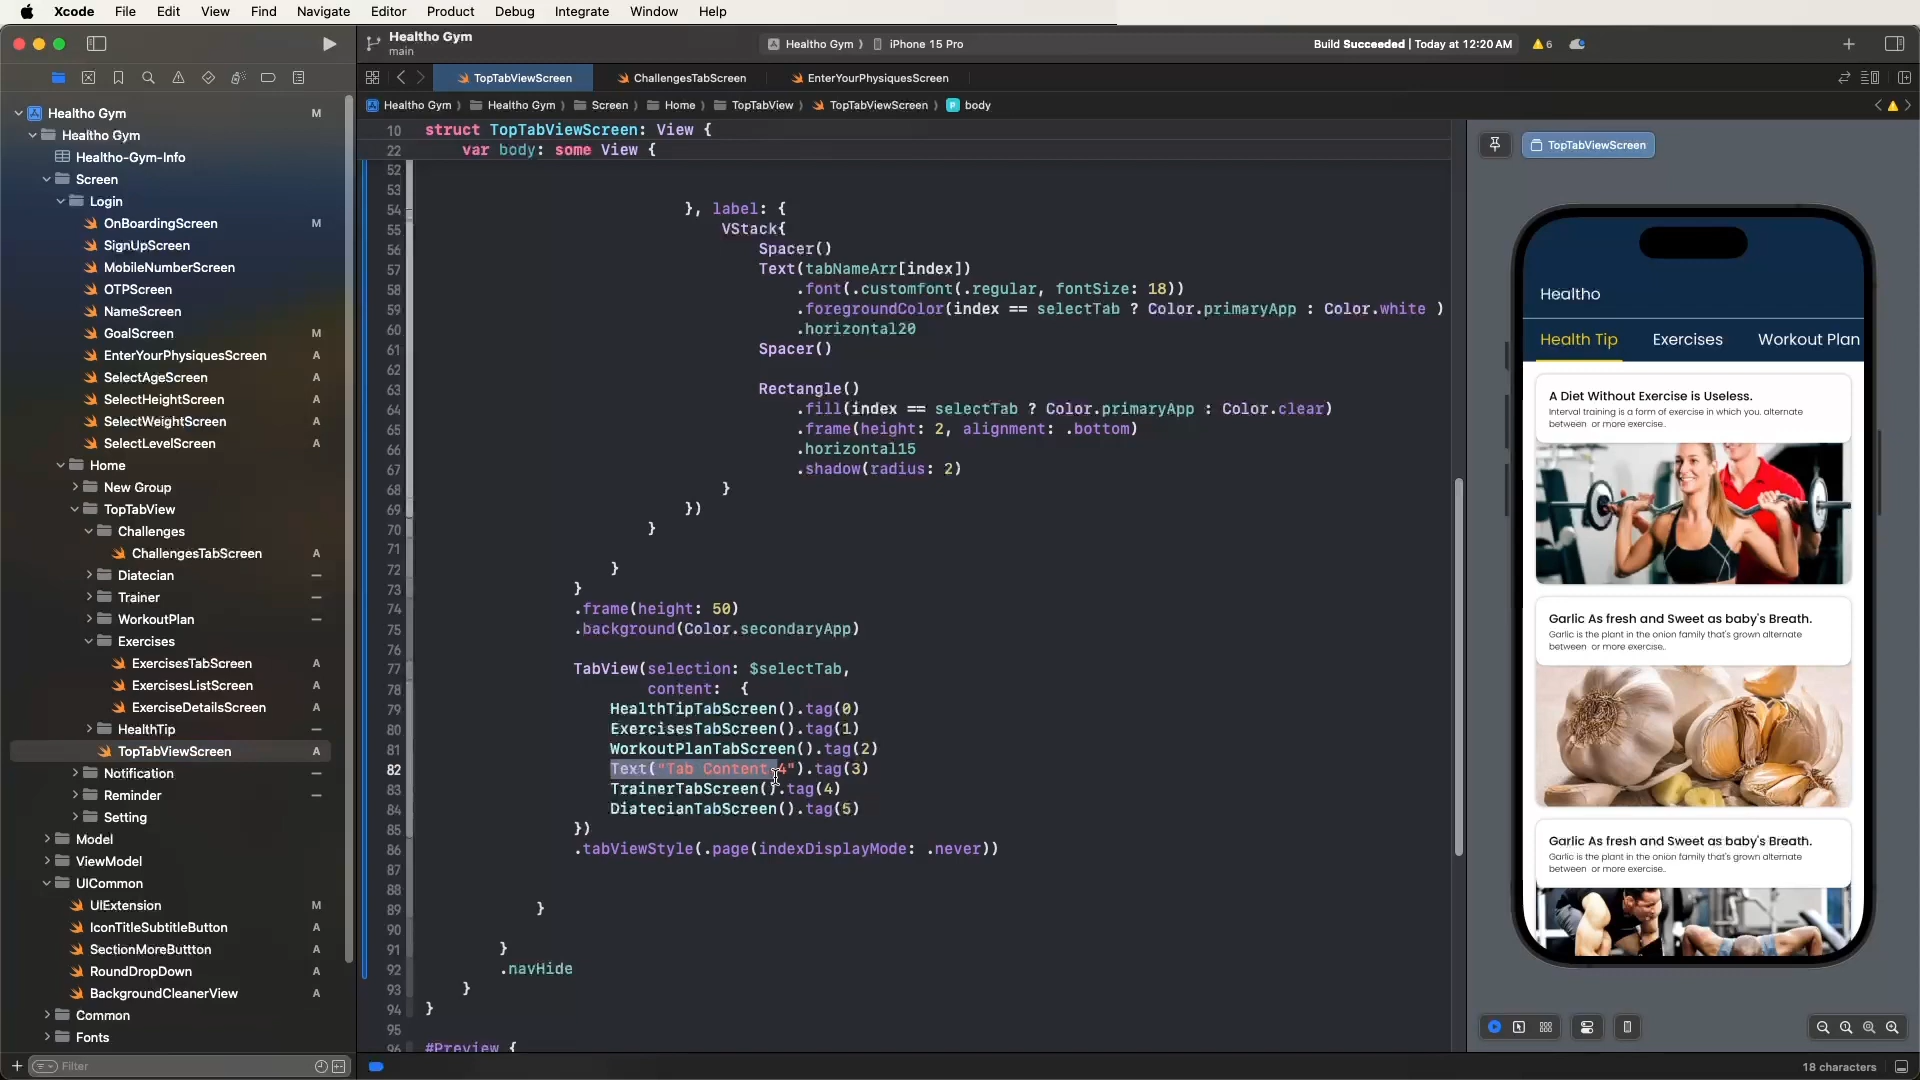 Xcode File Edit View Find Navigate Editor Product Debug Integrate Window Help
Healtho Gym
main
Healtho Gym
iPhone 15 Pro
Build Succeeded | Today at 12:20 AM
6
TopTabViewScreen
ChallengesTabScreen
EnterYourPhysiquesScreen
Healtho Gym
Healtho Gym
Screen
Home
TopTabView
TopTabViewScreen
P body
Healtho Gym M
Healtho Gym
Healtho-Gym-Info
Screen
Login
OnBoardingScreen M
SignUpScreen
MobileNumberScreen
OTPScreen
NameScreen
GoalScreen M
EnterYourPhysiquesScreen A
SelectAgeScreen A
SelectHeightScreen A
SelectWeightScreen A
SelectLevelScreen A
Home
New Group
TopTabView
Challenges
ChallengesTabScreen A
Diatecian
Trainer
WorkoutPlan
Exercises
ExercisesTabScreen A
ExercisesListScreen A
ExerciseDetailsScreen A
HealthTip
TopTabViewScreen A
Notification
Reminder
Setting
Model
ViewModel
UICommon
UIExtension M
IconTitleSubtitleButton A
SectionMoreButtton A
RoundDropDown A
BackgroundCleanerView A
Common
Fonts
Filter
10 struct TopTabViewScreen: View {
22 var body: some View {
52
53
54 }, label: {
55 VStack{
56 Spacer()
57 Text(tabNameArr[index])
58 .font(.customfont(.regular, fontSize: 18))
59 .foregroundColor(index == selectTab ? Color.primaryApp : Color.white )
60 .horizontal20
61 Spacer()
62
63 Rectangle()
64 .fill(index == selectTab ? Color.primaryApp : Color.clear)
65 .frame(height: 2, alignment: .bottom)
66 .horizontal15
67 .shadow(radius: 2)
68 }
69 })
70 }
71
72 }
73 }
74 .frame(height: 50)
75 .background(Color.secondaryApp)
76
77 TabView(selection: $selectTab,
78 content: {
79 HealthTipTabScreen().tag(0)
80 ExercisesTabScreen().tag(1)
81 WorkoutPlanTabScreen().tag(2)
82 Text("Tab Content 4").tag(3)
83 TrainerTabScreen().tag(4)
84 DiatecianTabScreen().tag(5)
85 })
86 .tabViewStyle(.page(indexDisplayMode: .never))
87
88
89 }
90
91 }
92 .navHide
93 }
94 }
95
96 #Preview {
TopTabViewScreen
Healtho
Health Tip Exercises Workout Plan
A Diet Without Exercise is Useless.
Interval training is a form of exercise in which you. alternate
between or more exercise..
Garlic As fresh and Sweet as baby's Breath.
Garlic is the plant in the onion family that's grown alternate
between or more exercise..
Garlic As fresh and Sweet as baby's Breath.
Garlic is the plant in the onion family that's grown alternate
between or more exercise..
18 characters